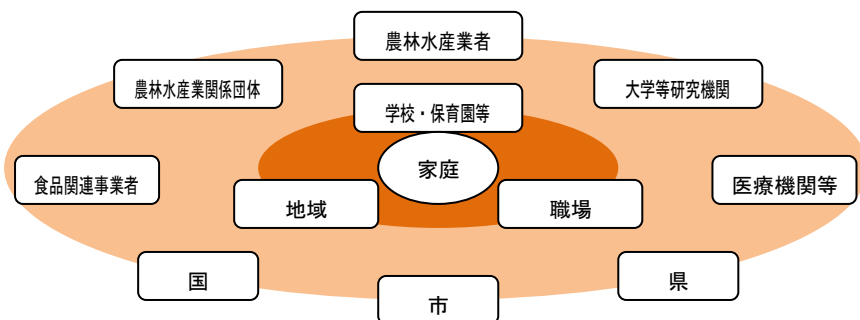 農林水産業者
農林水産業関係団体
大学等研究機関
学校・保育園等
家庭
食品関連事業者
医療機関等
地域
職場
国
県
市